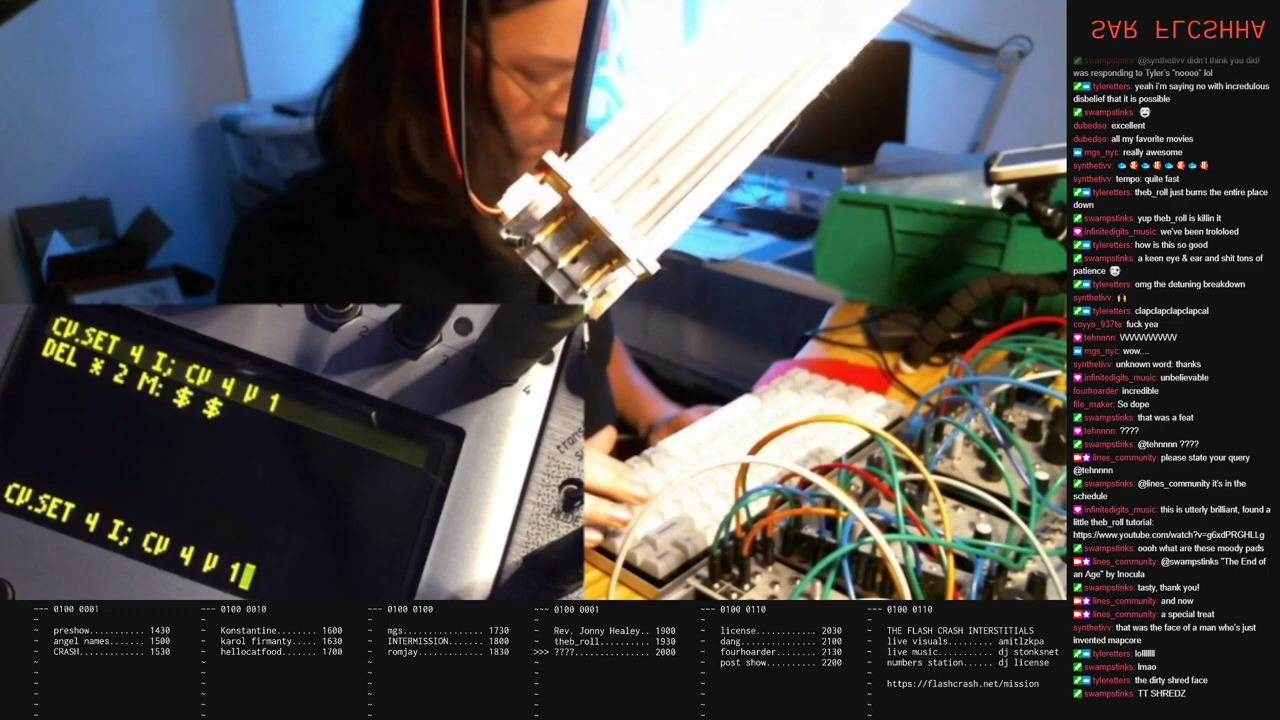 CV.SET 4 I; CV 4 V 1
DEL * 2 M: $ $
CV.SET 4 I; CV 4 V 1
4
SAR FLCSHHA
swampstinks: @synthetivv didn't think you did!
was responding to Tyler's "noooo" lol
tyleretters: yeah i'm saying no with incredulous
disbelief that it is possible
swampstinks:
dubedoo: excellent
dubedoo: all my favorite movies
mgs_nyc: really awesome
synthetivv: 🐟 🐠 🐟 🐠 🐟 🐠 🐟 🐠
synthetivv: tempo: quite fast
tyleretters: theb_roll just burns the entire place
down
swampstinks: yup theb_roll is killin it
infinitedigits_music: we've been trololoed
tyleretters: how is this so good
swampstinks: a keen eye & ear and shit tons of
patience
tyleretters: omg the detuning breakdown
synthetivv: 🙌
tyleretters: clapclapclapclapcal
coyyo_937te: fuck yea
tehnnnn: \/\/\/\/\/\/\/\/\/\/
mgs_nyc: wow....
synthetivv: unknown word: thanks
infinitedigits_music: unbelievable
fourhoarder: incredible
file_maker: So dope
swampstinks: that was a feat
tehnnnn: ????
swampstinks: @tehnnnn ????
lines_community: please state your query
@tehnnnn
swampstinks: @lines_community it's in the
schedule
infinitedigits_music: this is utterly brilliant, found a
little theb_roll tutorial:
https://www.youtube.com/watch?v=g6xdPRGHLLg
swampstinks: oooh what are these moody pads
lines_community: @swampstinks "The End of
an Age" by Inocula
swampstinks: tasty, thank you!
lines_community: and now
lines_community: a special treat
synthetivv: that was the face of a man who's just
invented mapcore
tyleretters: lolllllll
swampstinks: lmao
tyleretters: the dirty shred face
swampstinks: TT SHREDZ
~~~ 0100 0001
preshow.......... 1430
angel names...... 1500
CRASH............ 1530
~~~ 0100 0010
Konstantine...... 1600
karol firmanty... 1630
hellocatfood..... 1700
~~~ 0100 0100
mgs.............. 1730
INTERMISSION..... 1800
romjay........... 1830
~~~ 0100 0001
Rev. Jonny Healey.. 1900
theb_roll.......... 1930
>>> ????............... 2000
~~~ 0100 0110
license.......... 2030
dang............. 2100
fourhoarder...... 2130
post show........ 2200
~~~ 0100 0110
THE FLASH CRASH INTERSTITIALS
live visuals...... amitlzkpa
live music..... dj stonksnet
numbers station...... dj license
https://flashcrash.net/mission